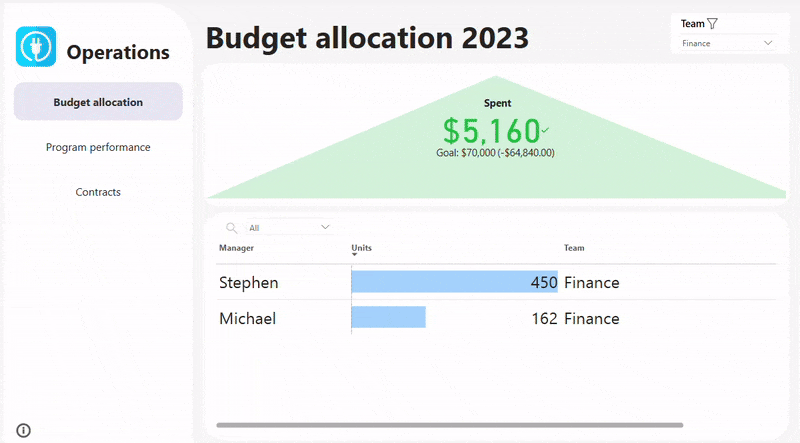 Operations
Budget allocation
Program performance
Contracts
Budget allocation 2023
Team
Finance
Spent
$5,160
Goal: $70,000 (-$64,840.00)
All
Manager Units Team
Stephen 450 Finance
Michael 162 Finance